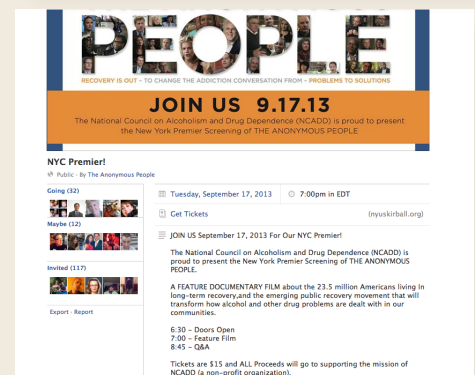 PEOPLE
RECOVERY IS OUT – TO CHANGE THE ADDICTION CONVERSATION FROM – PROBLEMS TO SOLUTIONS
JOIN US 9.17.13
The National Council on Alcoholism and Drug Dependence (NCADD) is proud to present
the New York Premier Screening of THE ANONYMOUS PEOPLE
NYC Premier!
Public · By The Anonymous People
Going (32)
Maybe (12)
Invited (117)
Export · Report
Tuesday, September 17, 2013
7:00pm in EDT
Get Tickets
(nyuskirball.org)
JOIN US September 17, 2013 For Our NYC Premier!
The National Council on Alcoholism and Drug Dependence (NCADD) is
proud to present the New York Premier Screening of THE ANONYMOUS
PEOPLE.
A FEATURE DOCUMENTARY FILM about the 23.5 million Americans living in
long-term recovery,and the emerging public recovery movement that will
transform how alcohol and other drug problems are dealt with in our
communities.
6:30 – Doors Open
7:00 – Feature Film
8:45 – Q&A
Tickets are $15 and ALL Proceeds will go to supporting the mission of
NCADD (a non-profit organization).